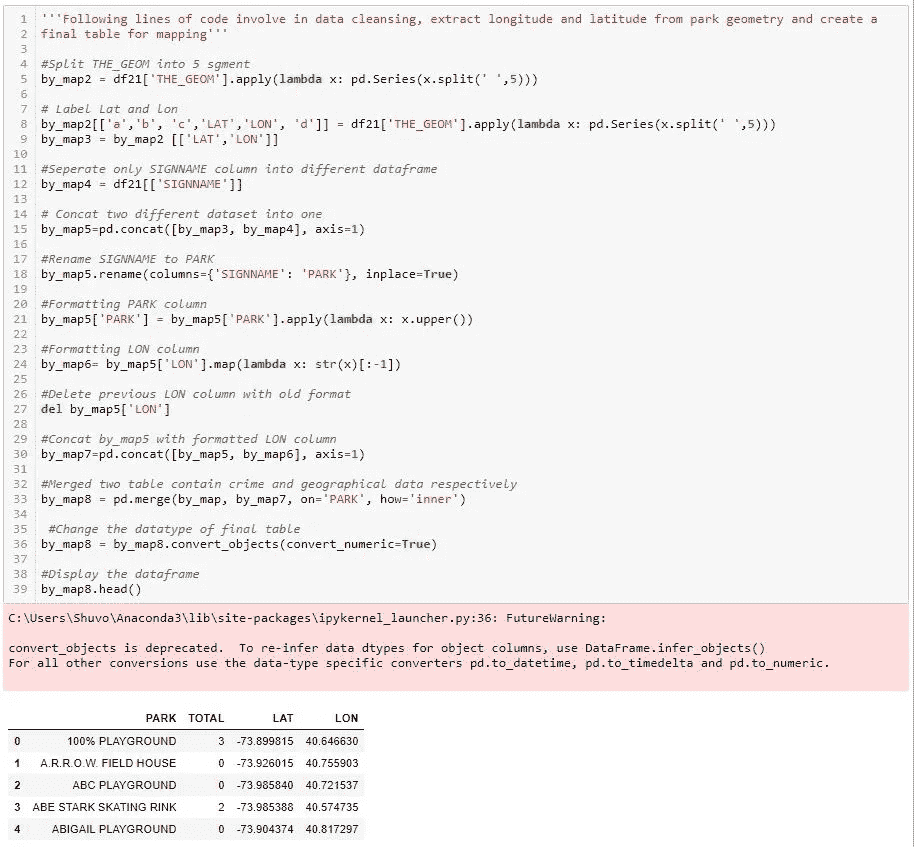 1 '''Following lines of code involve in data cleansing, extract longitude and latitude from park geometry and create a
2 final table for mapping'''
3
4 #Split THE_GEOM into 5 sgment
5 by_map2 = df21['THE_GEOM'].apply(lambda x: pd.Series(x.split(' ',5)))
6
7 # Label Lat and lon
8 by_map2[['a','b', 'c','LAT','LON', 'd']] = df21['THE_GEOM'].apply(lambda x: pd.Series(x.split(' ',5)))
9 by_map3 = by_map2 [['LAT','LON']]
10
11 #Seperate only SIGNNAME column into different dataframe
12 by_map4 = df21[['SIGNNAME']]
13
14 # Concat two different dataset into one
15 by_map5=pd.concat([by_map3, by_map4], axis=1)
16
17 #Rename SIGNNAME to PARK
18 by_map5.rename(columns={'SIGNNAME': 'PARK'}, inplace=True)
19
20 #Formatting PARK column
21 by_map5['PARK'] = by_map5['PARK'].apply(lambda x: x.upper())
22
23 #Formatting LON column
24 by_map6= by_map5['LON'].map(lambda x: str(x)[:-1])
25
26 #Delete previous LON column with old format
27 del by_map5['LON']
28
29 #Concat by_map5 with formatted LON column
30 by_map7=pd.concat([by_map5, by_map6], axis=1)
31
32 #Merged two table contain crime and geographical data respectively
33 by_map8 = pd.merge(by_map, by_map7, on='PARK', how='inner')
34
35 #Change the datatype of final table
36 by_map8 = by_map8.convert_objects(convert_numeric=True)
37
38 #Display the dataframe
39 by_map8.head()
C:\Users\Shuvo\Anaconda3\lib\site-packages\ipykernel_launcher.py:36: FutureWarning:
convert_objects is deprecated.  To re-infer data dtypes for object columns, use DataFrame.infer_objects()
For all other conversions use the data-type specific converters pd.to_datetime, pd.to_timedelta and pd.to_numeric.
PARK TOTAL LAT LON
0 100% PLAYGROUND 3 -73.899815 40.646630
1 A.R.R.O.W. FIELD HOUSE 0 -73.926015 40.755903
2 ABC PLAYGROUND 0 -73.985840 40.721537
3 ABE STARK SKATING RINK 2 -73.985388 40.574735
4 ABIGAIL PLAYGROUND 0 -73.904374 40.817297